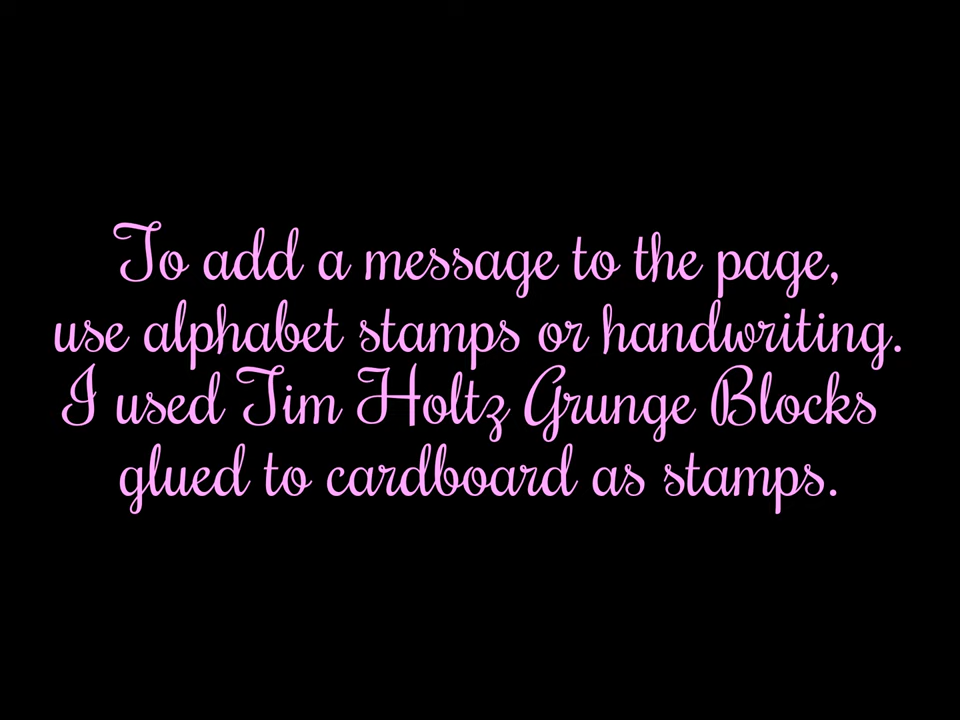 To add a message to the page,
use alphabet stamps or handwriting.
I used Tim Holtz Grunge Blocks
glued to cardboard as stamps.